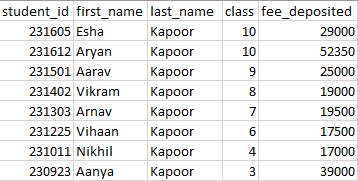 student_id first_name last_name class fee_deposited
231605 Esha Kapoor 10 29000
231612 Aryan Kapoor 10 52350
231501 Aarav Kapoor 9 25000
231402 Vikram Kapoor 8 19000
231303 Arnav Kapoor 7 19500
231225 Vihaan Kapoor 6 17500
231011 Nikhil Kapoor 4 17000
230923 Aanya Kapoor 3 39000